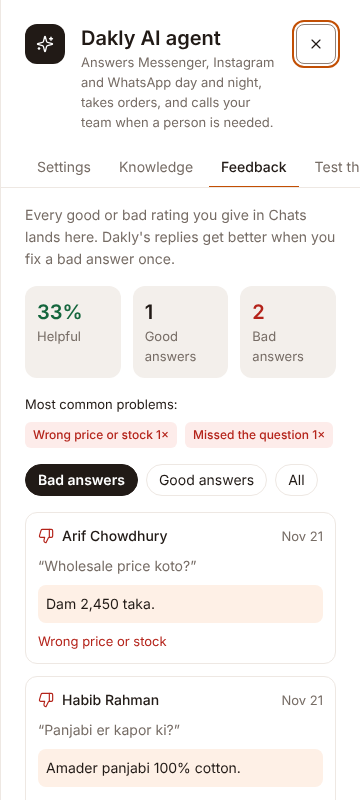 Dakly AI agent
Answers Messenger, Instagram
and WhatsApp day and night,
takes orders, and calls your
team when a person is needed.
Settings
Knowledge
Feedback
Test th
Every good or bad rating you give in Chats
lands here. Dakly's replies get better when you
fix a bad answer once.
33%
Helpful
1
Good
answers
2
Bad
answers
Most common problems:
Wrong price or stock 1×
Missed the question 1×
Bad answers
Good answers
All
Arif Chowdhury
Nov 21
“Wholesale price koto?”
Dam 2,450 taka.
Wrong price or stock
Habib Rahman
Nov 21
“Panjabi er kapor ki?”
Amader panjabi 100% cotton.